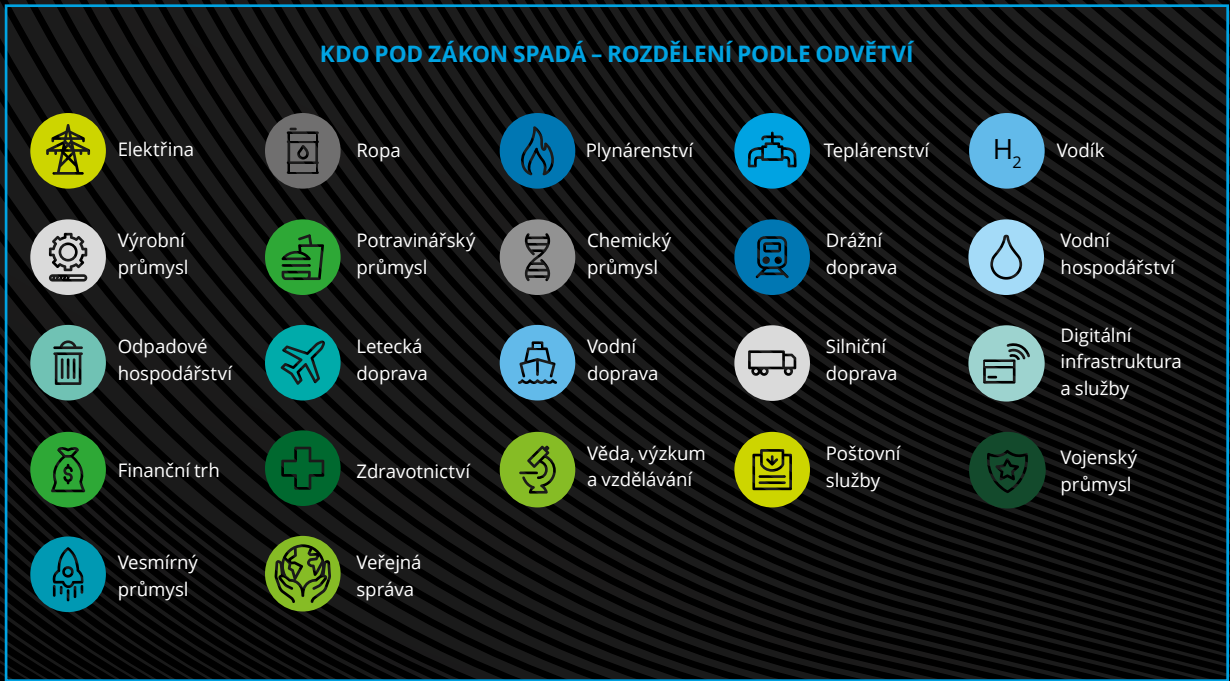 KDO POD ZÁKON SPADÁ – ROZDĚLENÍ PODLE ODVĚTVÍ
Elektřina
Ropa
Plynárenství
Teplárenství
H₂
Vodík
Výrobní
průmysl
Potravinářský
průmysl
Chemický
průmysl
Drážní
doprava
Vodní
hospodářství
Odpadové
hospodářství
Letecká
doprava
Vodní
doprava
Silniční
doprava
Digitální
infrastruktura
a služby
$
Finanční trh
Zdravotnictví
Věda, výzkum
a vzdělávání
Poštovní
služby
Vojenský
průmysl
Vesmírný
průmysl
Veřejná
správa